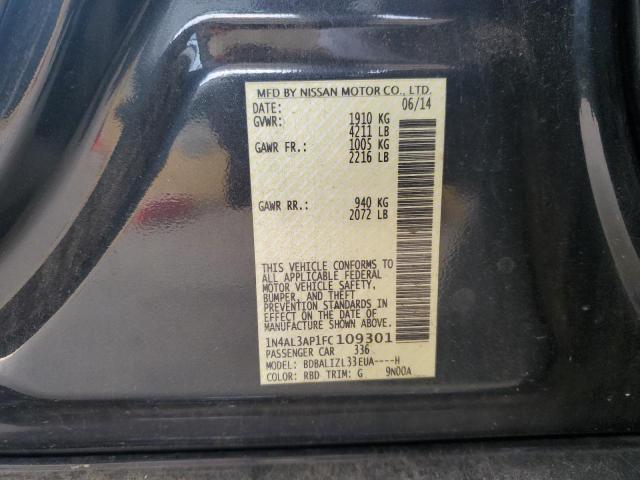 MFD BY NISSAN MOTOR CO., LTD.
DATE: 06/14
GVWR: 1910 KG
4211 LB
GAWR FR.: 1005 KG
2216 LB
GAWR RR.: 940 KG
2072 LB
THIS VEHICLE CONFORMS TO
ALL APPLICABLE FEDERAL
MOTOR VEHICLE SAFETY,
BUMPER, AND THEFT
PREVENTION STANDARDS IN
EFFECT ON THE DATE OF
MANUFACTURE SHOWN ABOVE.
1N4AL3AP1FC109301
PASSENGER CAR 336
MODEL: BDBALIZL33EUA----H
COLOR: RBD TRIM: G 9N00A